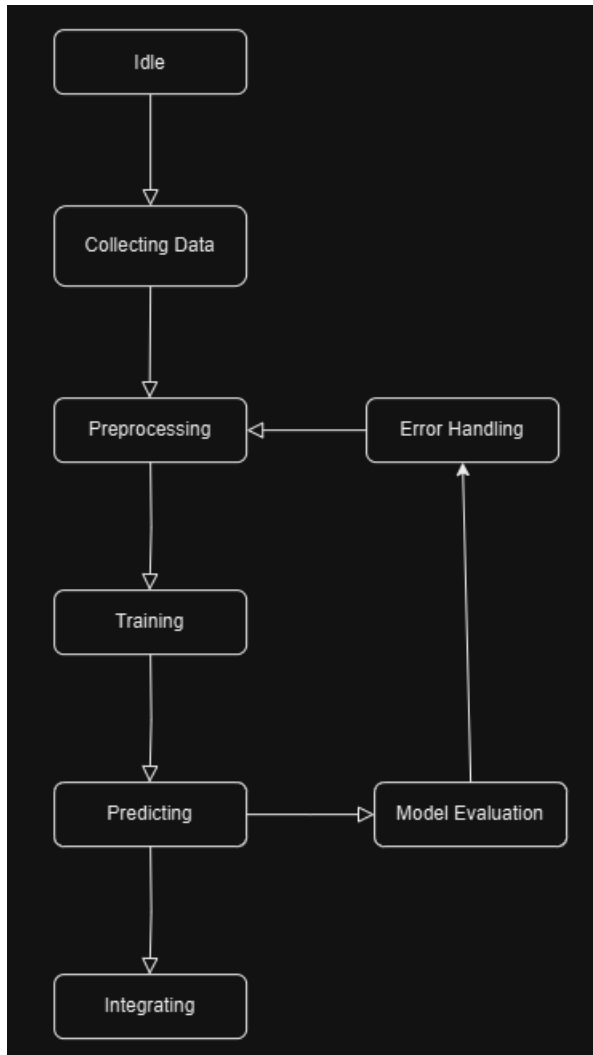 Idle
Collecting Data
Preprocessing
Error Handling
Training
Predicting
Model Evaluation
Integrating